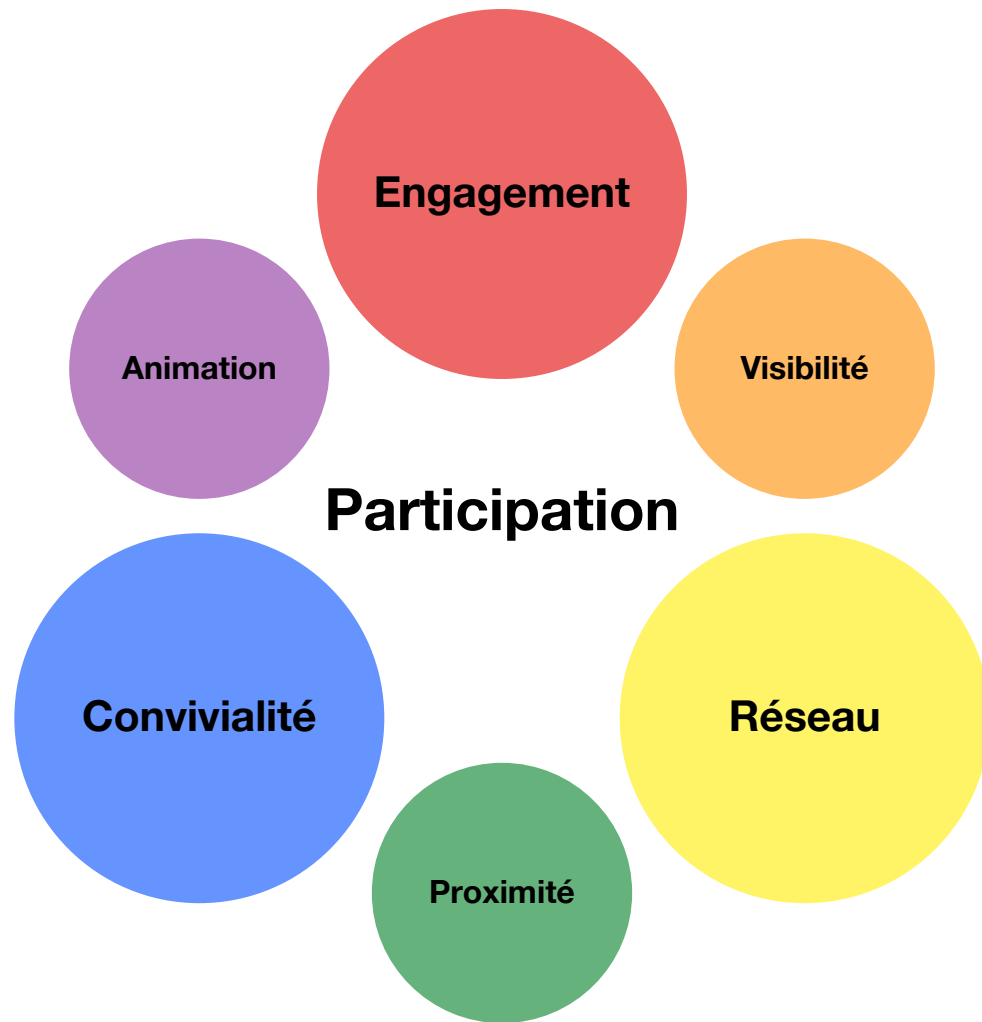 Engagement
Animation
Visibilité
Participation
Convivialité
Réseau
Proximité